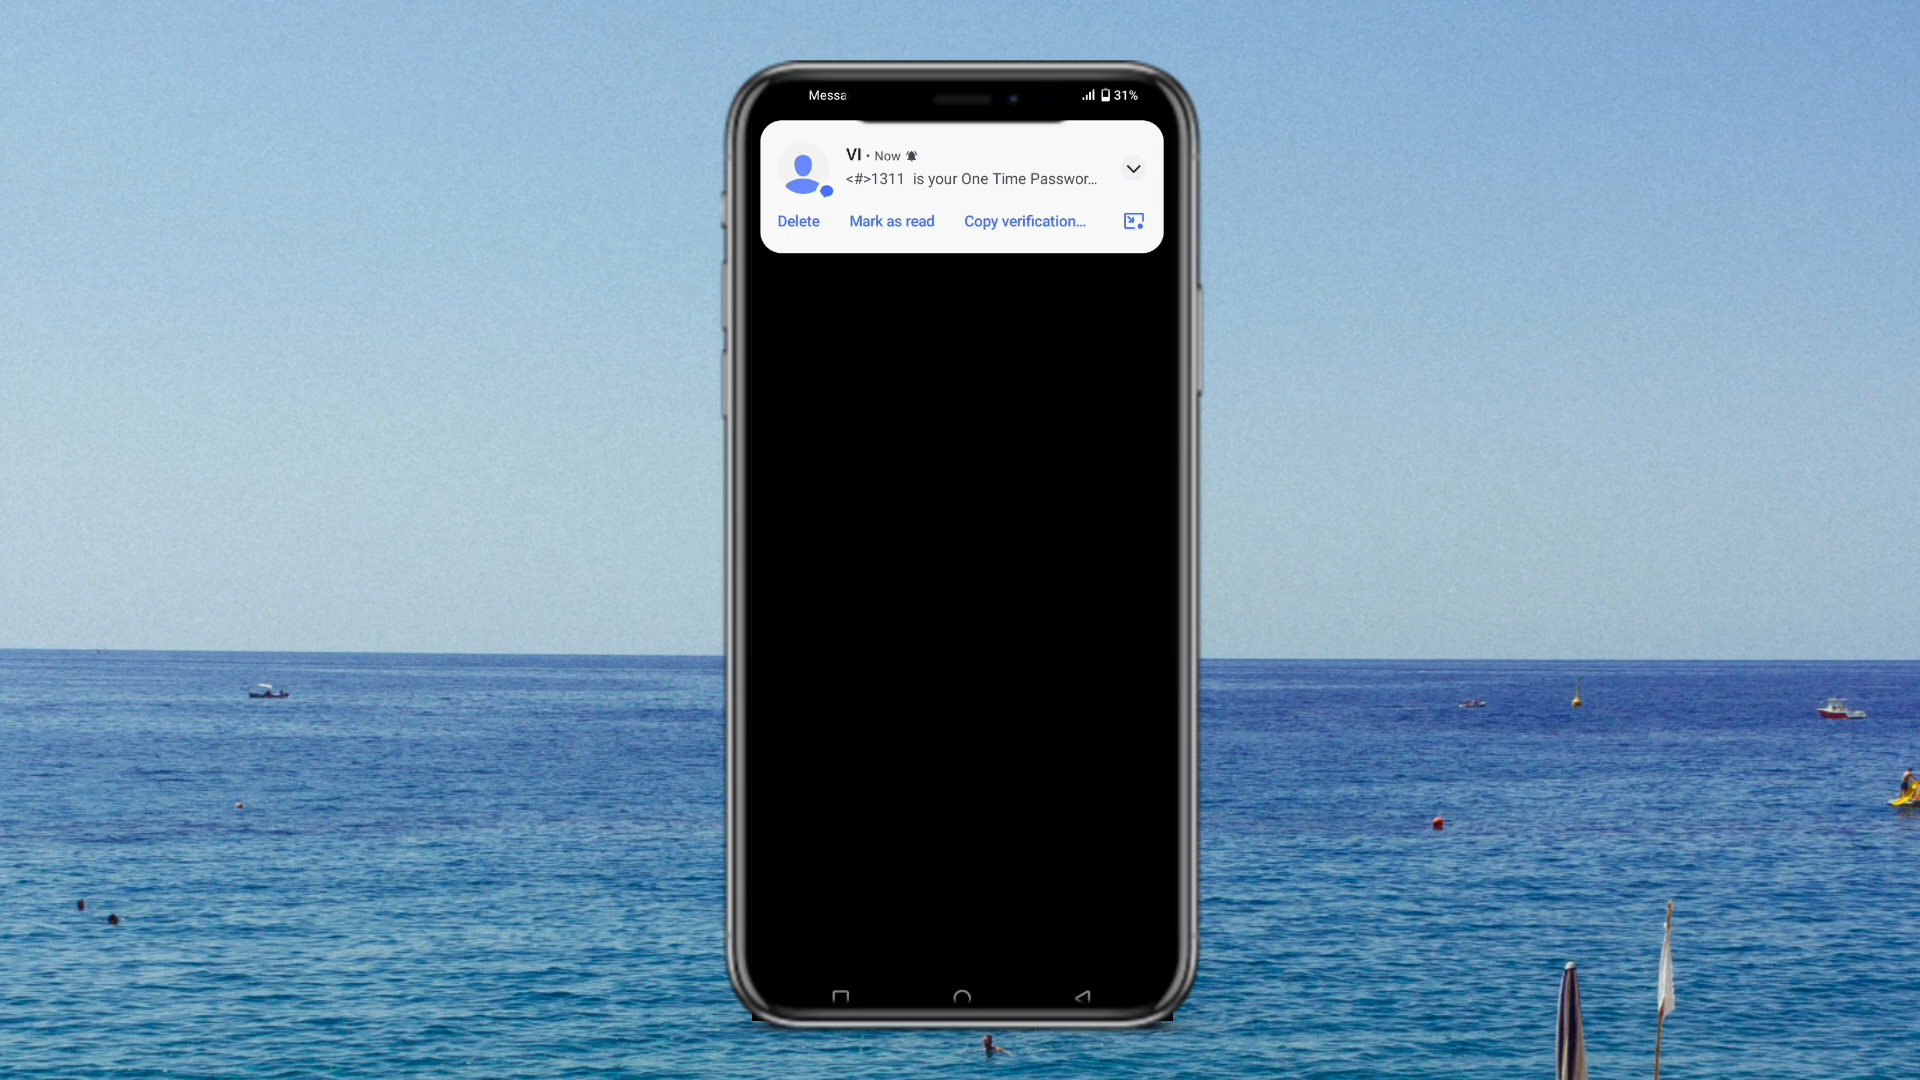 Messa 31%
VI • Now
<#>1311 is your One Time Passwor...
Delete Mark as read Copy verification...